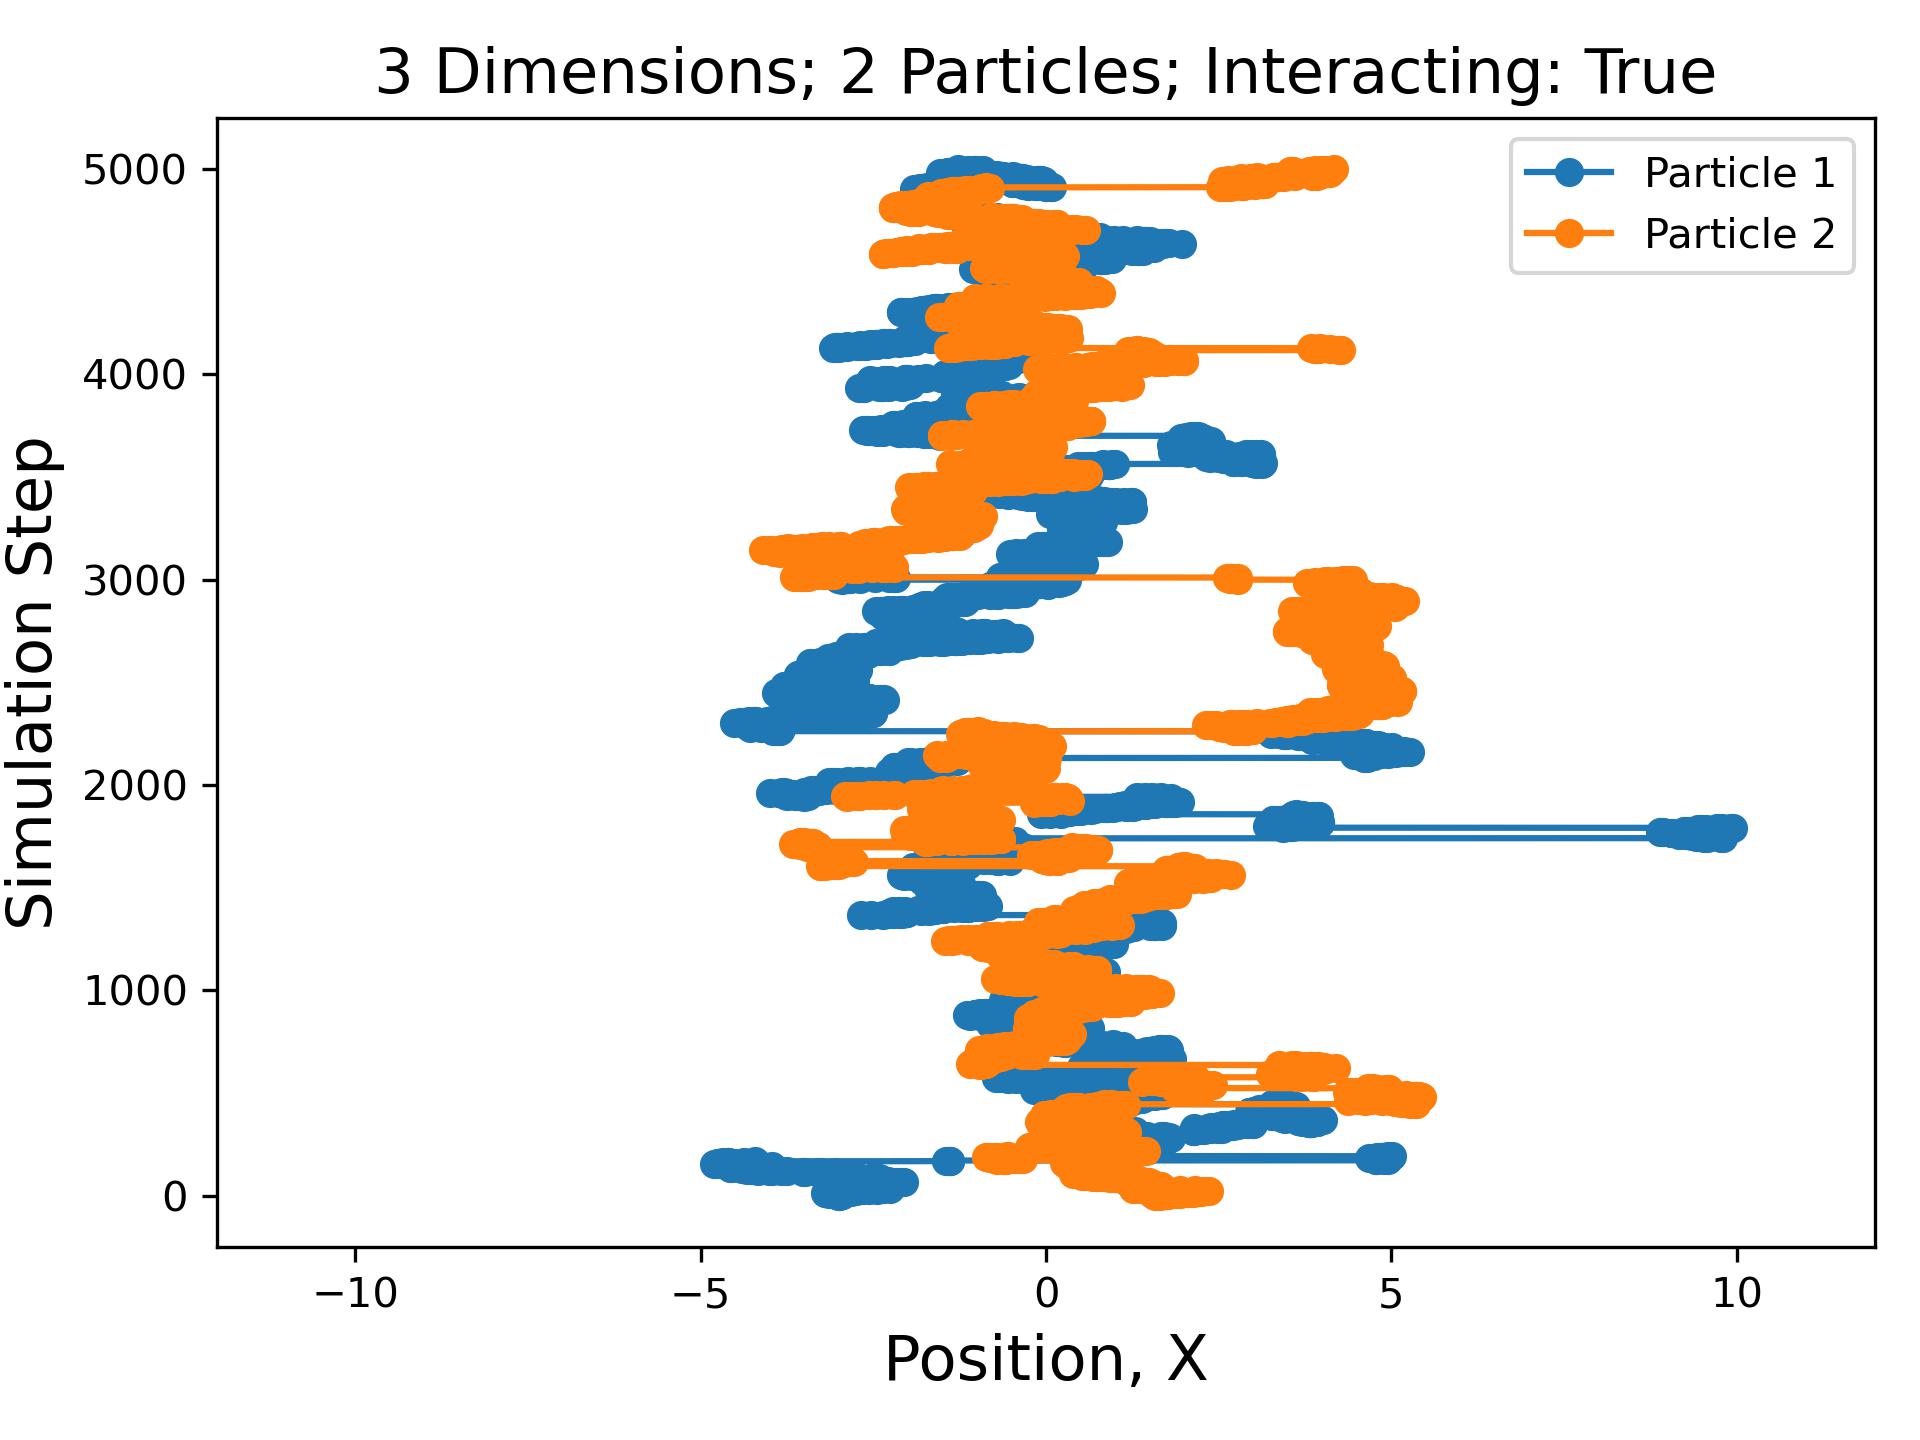 3 Dimensions; 2 Particles; Interacting: True
Particle 1
Particle 2
Simulation Step
5000
4000
3000
2000
1000
0
−10
−5
0
5
10
Position, X